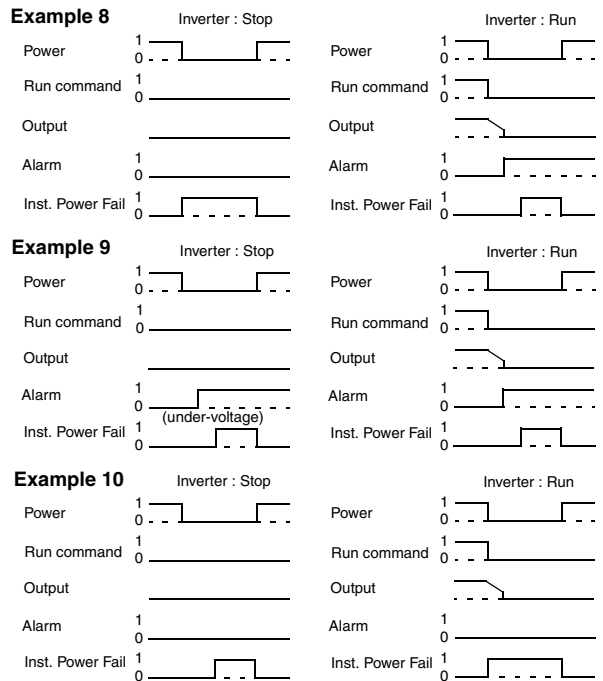 Example 8
Inverter : Stop
Power 1 0
Run command 1 0
Output
Alarm 1 0
Inst. Power Fail 1 0
Inverter : Run
Power 1 0
Run command 1 0
Output
Alarm 1 0
Inst. Power Fail 1 0
Example 9
Inverter : Stop
Power 1 0
Run command 1 0
Output
Alarm 1 0
(under-voltage)
Inst. Power Fail 1 0
Inverter : Run
Power 1 0
Run command 1 0
Output
Alarm 1 0
Inst. Power Fail 1 0
Example 10
Inverter : Stop
Power 1 0
Run command 1 0
Output
Alarm 1 0
Inst. Power Fail 1 0
Inverter : Run
Power 1 0
Run command 1 0
Output
Alarm 1 0
Inst. Power Fail 1 0